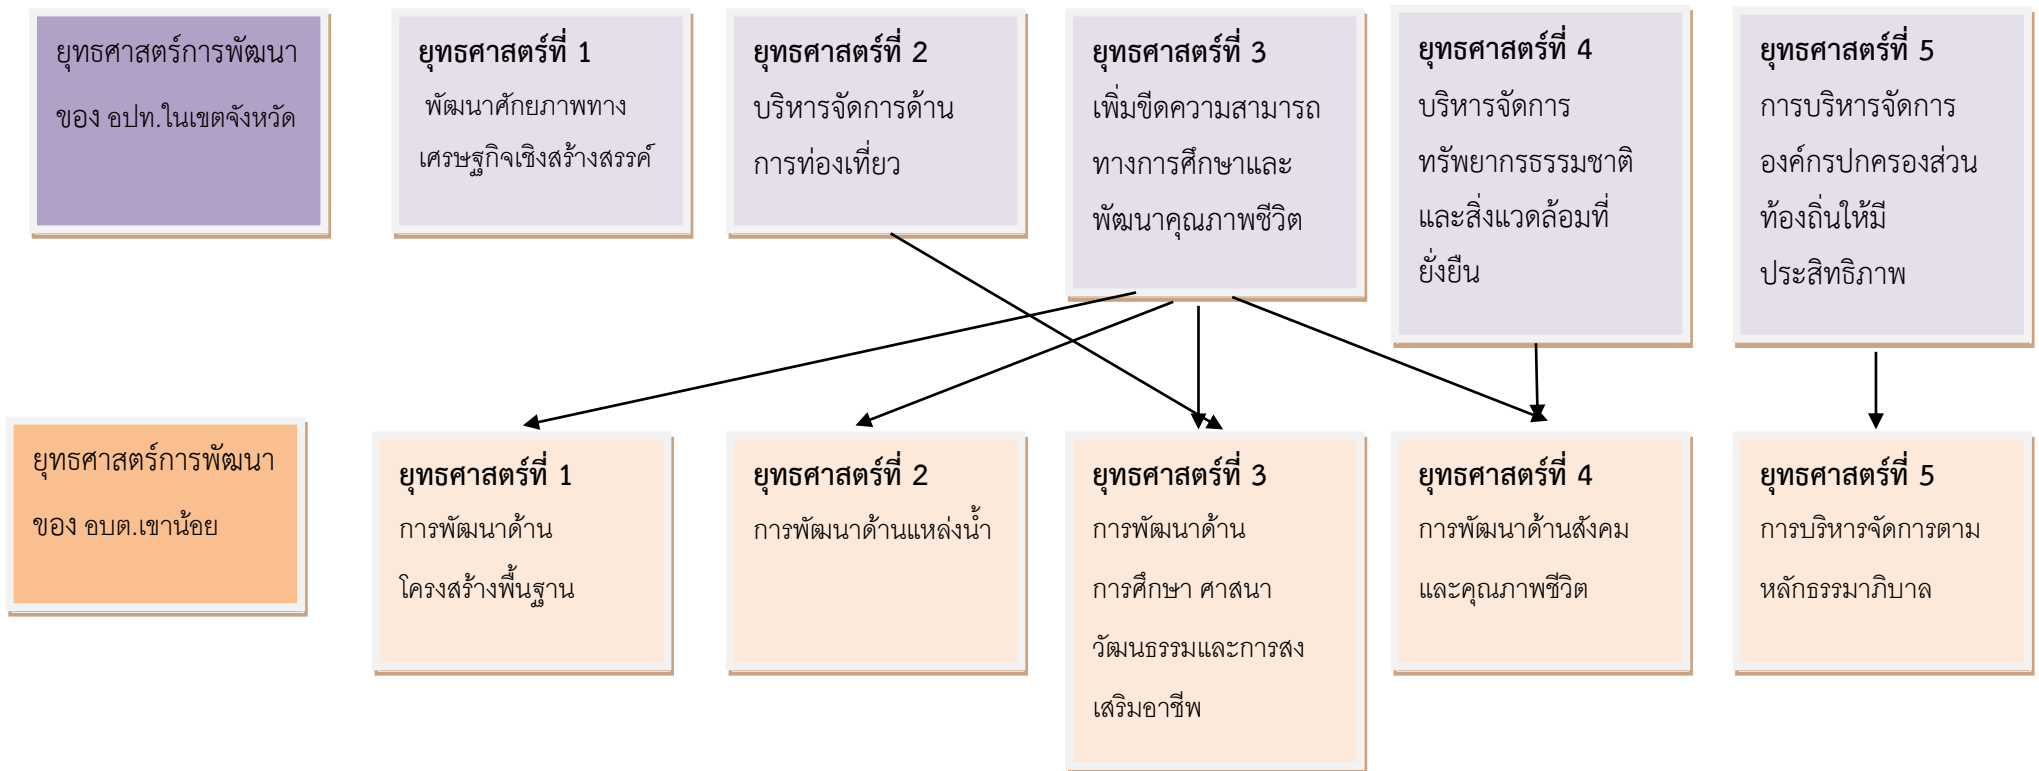 ยุทธศาสตร์การพัฒนา
ของ อปท.ในเขตจังหวัด
ยุทธศาสตร์ที่ 1
พัฒนาศักยภาพทาง
เศรษฐกิจเชิงสร้างสรรค์
ยุทธศาสตร์ที่ 2
บริหารจัดการด้าน
การท่องเที่ยว
ยุทธศาสตร์ที่ 3
เพิ่มขีดความสามารถ
ทางการศึกษาและ
พัฒนาคุณภาพชีวิต
ยุทธศาสตร์ที่ 4
บริหารจัดการ
ทรัพยากรธรรมชาติ
และสิ่งแวดล้อมที่
ยั่งยืน
ยุทธศาสตร์ที่ 5
การบริหารจัดการ
องค์กรปกครองส่วน
ท้องถิ่นให้มี
ประสิทธิภาพ
ยุทธศาสตร์การพัฒนา
ของ อบต.เขาน้อย
ยุทธศาสตร์ที่ 1
การพัฒนาด้าน
โครงสร้างพื้นฐาน
ยุทธศาสตร์ที่ 2
การพัฒนาด้านแหล่งน้ำ
ยุทธศาสตร์ที่ 3
การพัฒนาด้าน
การศึกษา ศาสนา
วัฒนธรรมและการสง
เสริมอาชีพ
ยุทธศาสตร์ที่ 4
การพัฒนาด้านสังคม
และคุณภาพชีวิต
ยุทธศาสตร์ที่ 5
การบริหารจัดการตาม
หลักธรรมาภิบาล